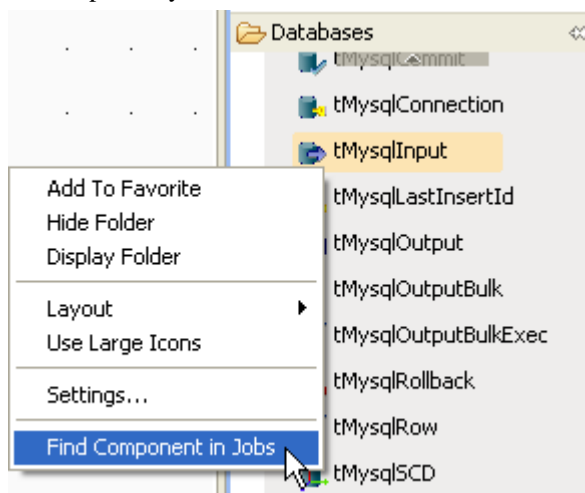 Databases
tMysqlCommit
tMysqlConnection
tMysqlInput
tMysqlLastInsertId
tMysqlOutput
tMysqlOutputBulk
tMysqlOutputBulkExec
tMysqlRollback
tMysqlRow
tMysqlSCD
Add To Favorite
Hide Folder
Display Folder
Layout
Use Large Icons
Settings...
Find Component in Jobs